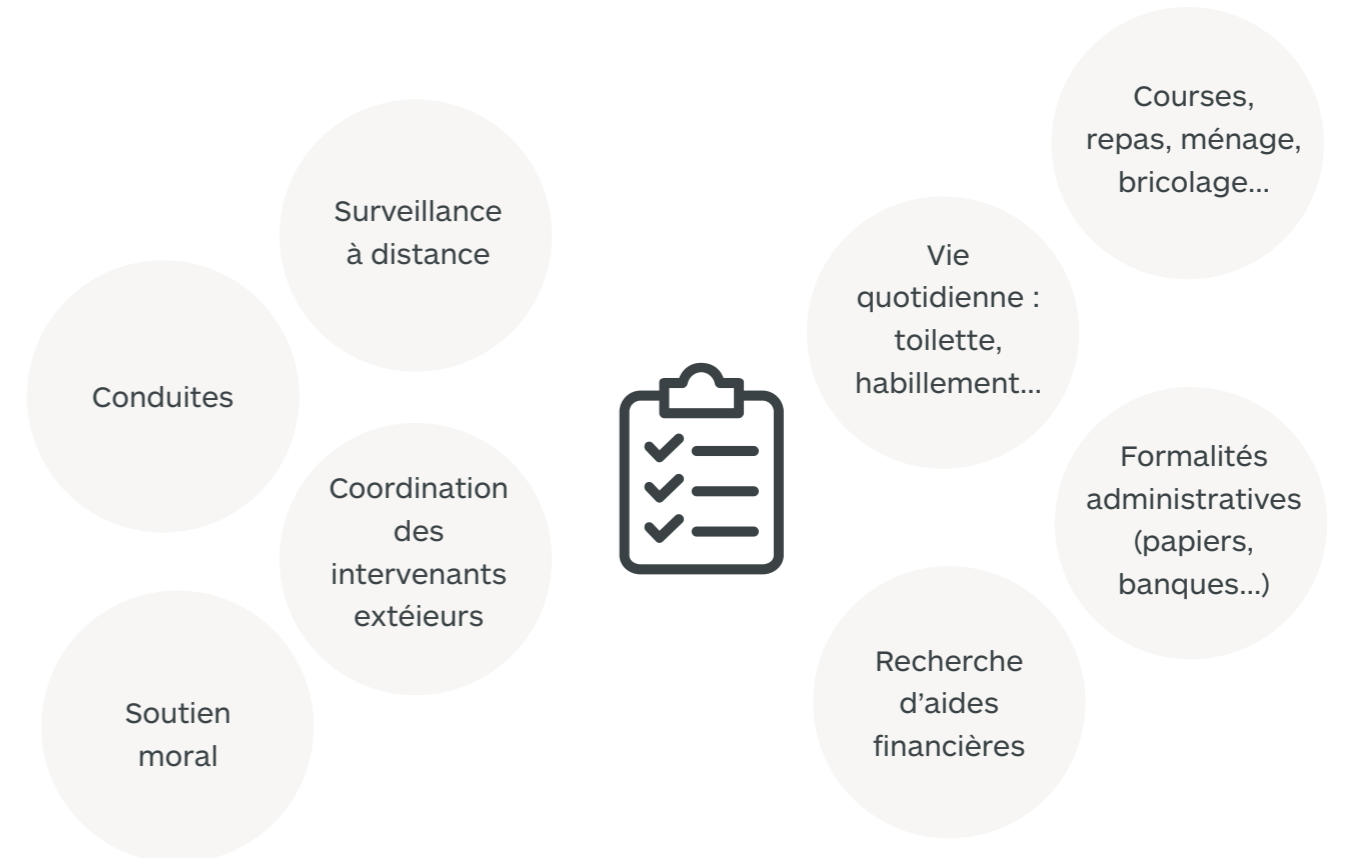 Surveillance
à distance
Conduites
Coordination
des
intervenants
extéieurs
Soutien
moral
Courses,
repas, ménage,
bricolage...
Vie
quotidienne :
toilette,
habillement...
Formalités
administratives
(papiers,
banques...)
Recherche
d’aides
financières